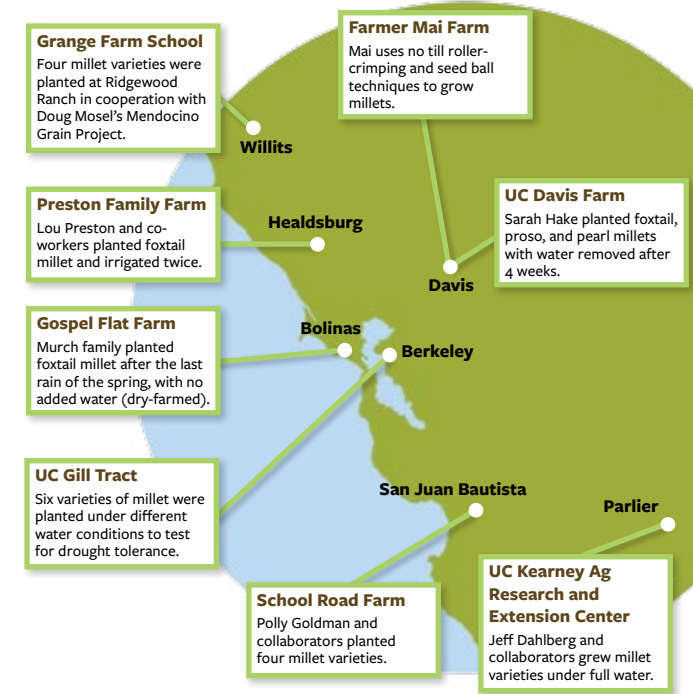 Grange Farm School
Four millet varieties were
planted at Ridgewood
Ranch in cooperation with
Doug Mosel's Mendocino
Grain Project.
Willits
Farmer Mai Farm
Mai uses no till roller-
crimping and seed ball
techniques to grow
millets.
Preston Family Farm
Lou Preston and co-
workers planted foxtail
millet and irrigated twice.
Healdsburg
UC Davis Farm
Sarah Hake planted foxtail,
proso, and pearl millets
with water removed after
4 weeks.
Davis
Gospel Flat Farm
Murch family planted
foxtail millet after the last
rain of the spring, with no
added water (dry-farmed).
Bolinas
Berkeley
UC Gill Tract
Six varieties of millet were
planted under different
water conditions to test
for drought tolerance.
San Juan Bautista
Parlier
School Road Farm
Polly Goldman and
collaborators planted
four millet varieties.
UC Kearney Ag
Research and
Extension Center
Jeff Dahlberg and
collaborators grew millet
varieties under full water.